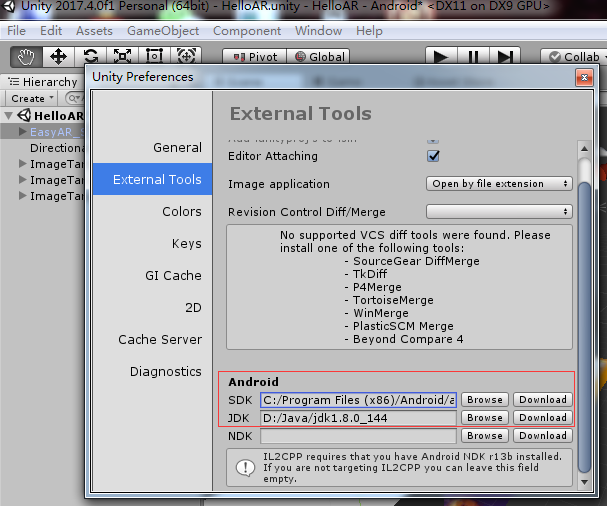 Unity 2017.4.0f1 Personal (64bit) - HelloAR.unity - HelloAR - Android* <DX11 on DX9 GPU>
File Edit Assets GameObject Component Window Help
Pivot Global Collab
Hierarchy
Unity Preferences
Create
HelloAR
EasyAR_S
Directiona
ImageTar
ImageTar
ImageTar
External Tools
General
External Tools
Colors
Keys
GI Cache
2D
Cache Server
Diagnostics
Editor Attaching
Image application Open by file extension
Revision Control Diff/Merge
No supported VCS diff tools were found. Please
install one of the following tools:
- SourceGear DiffMerge
- TkDiff
- P4Merge
- TortoiseMerge
- WinMerge
- PlasticSCM Merge
- Beyond Compare 4
Android
SDK C:/Program Files (x86)/Android/a Browse Download
JDK D:/Java/jdk1.8.0_144 Browse Download
NDK Browse Download
IL2CPP requires that you have Android NDK r13b installed.
If you are not targeting IL2CPP you can leave this field
empty.